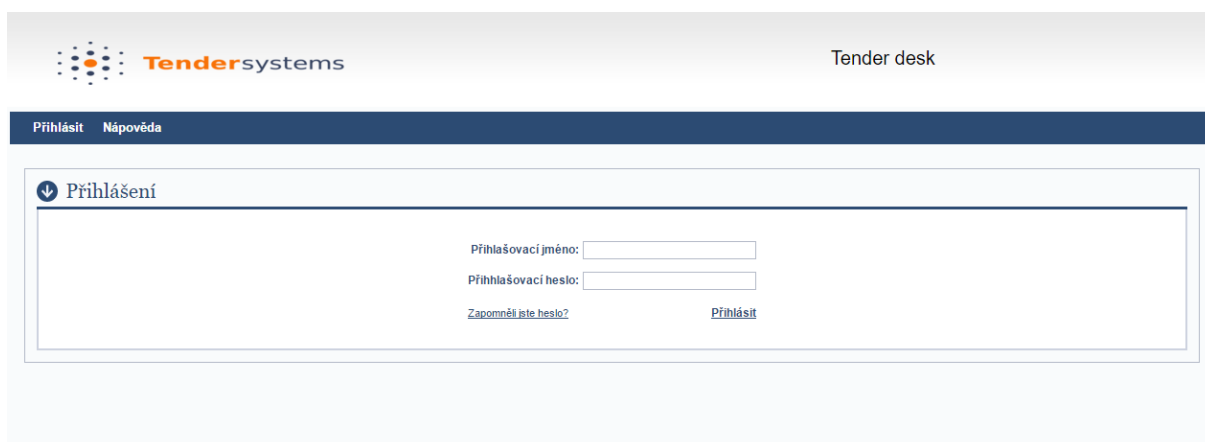 Tendersystems
Tender desk
Přihlásit Nápověda
Přihlášení
Přihlašovací jméno:
Přihhlašovací heslo:
Zapomněli jste heslo? Přihlásit